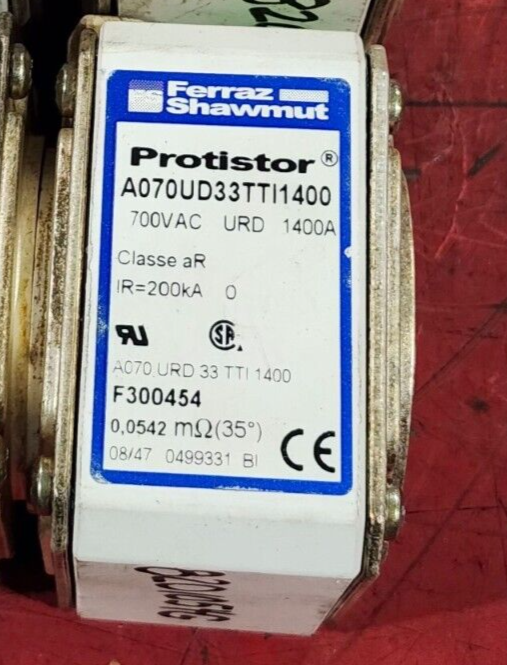 FS Ferraz
Shawmut
Protistor®
A070UD33TTI1400
700VAC URD 1400A
Classe aR
IR=200kA 0
A070 URD 33 TTI 1400
F300454
0,0542 mΩ(35°)
08/47 0499331 BI
CE